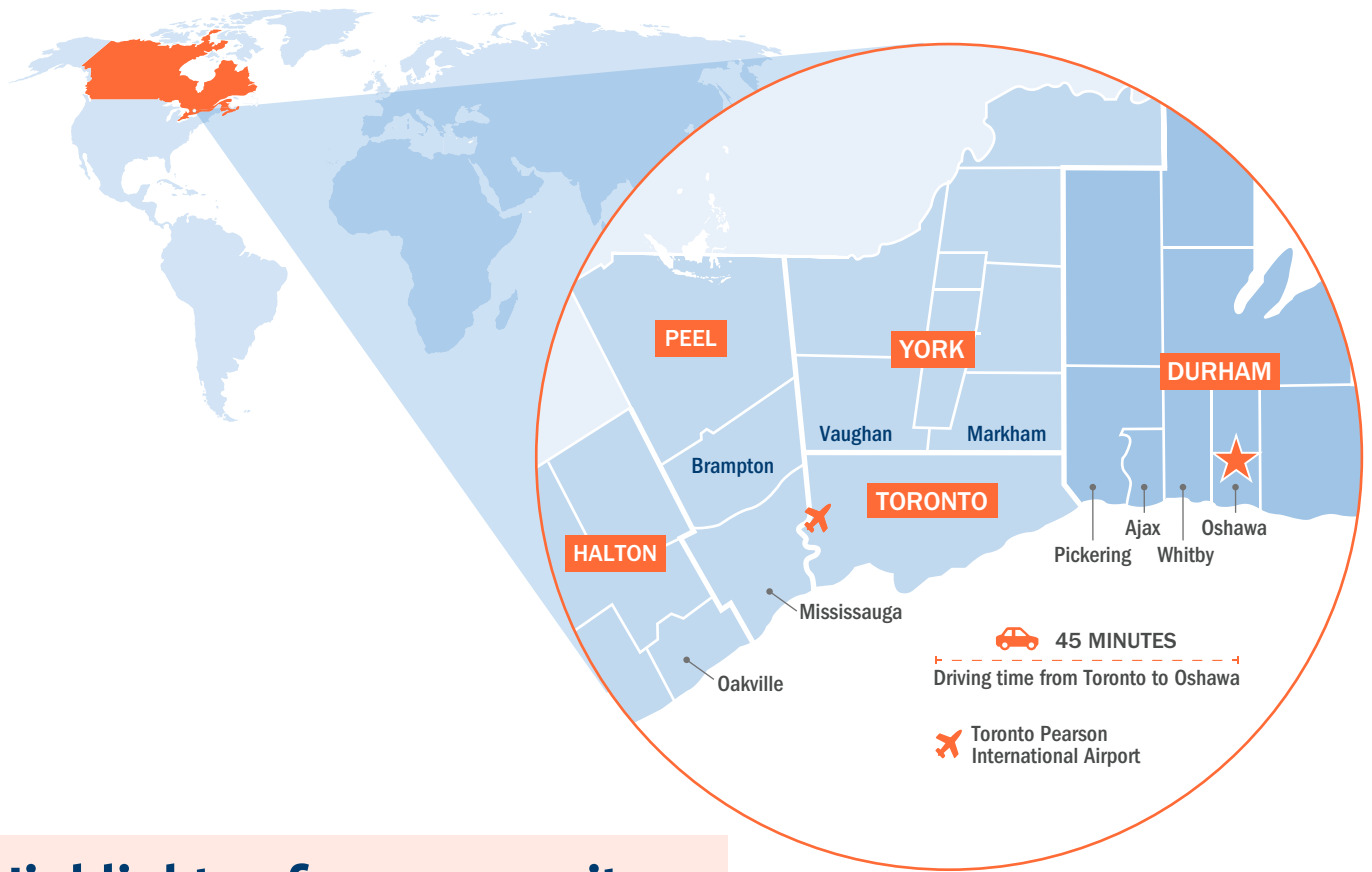 PEEL
YORK
DURHAM
Vaughan
Markham
Brampton
TORONTO
HALTON
Ajax
Oshawa
Pickering
Whitby
Mississauga
45 MINUTES
Oakville
Driving time from Toronto to Oshawa
Toronto Pearson
International Airport